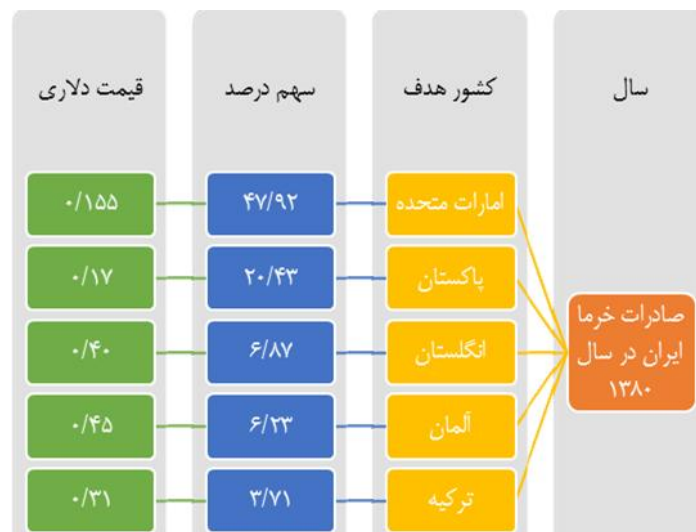 سال
کشور هدف
سهم درصد
قیمت دلاری
صادرات خرما
ایران در سال
۱۳۸۰
امارات متحده
۴۷/۹۲
۰/۱۵۵
پاکستان
۲۰/۴۳
۰/۱۷
انگلستان
۶/۸۷
۰/۴۰
آلمان
۶/۲۳
۰/۴۵
ترکیه
۳/۷۱
۰/۳۱